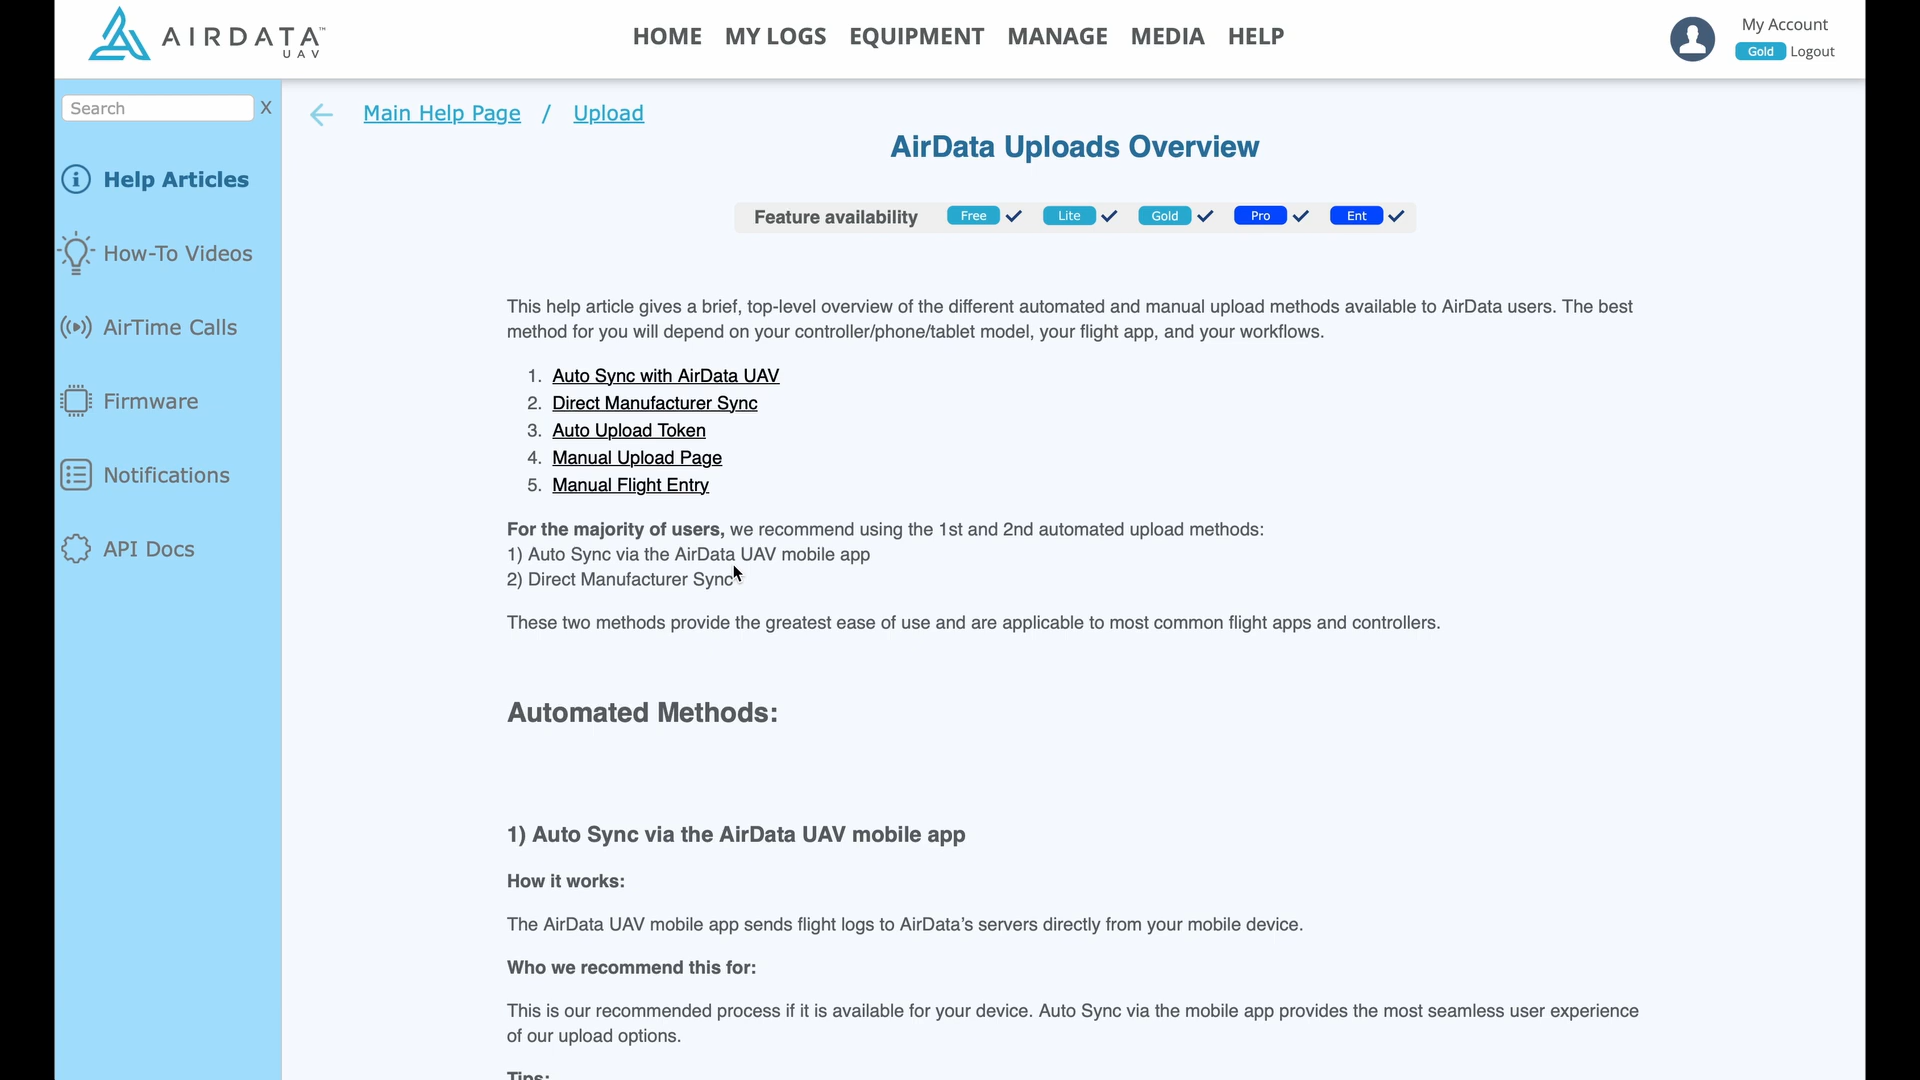 AIRDATA™
UAV
HOME MY LOGS EQUIPMENT MANAGE MEDIA HELP
My Account
Gold Logout
Search X
Help Articles
How-To Videos
AirTime Calls
Firmware
Notifications
API Docs
Main Help Page / Upload
AirData Uploads Overview
Feature availability Free Lite Gold Pro Ent
This help article gives a brief, top-level overview of the different automated and manual upload methods available to AirData users. The best
method for you will depend on your controller/phone/tablet model, your flight app, and your workflows.
1. Auto Sync with AirData UAV
2. Direct Manufacturer Sync
3. Auto Upload Token
4. Manual Upload Page
5. Manual Flight Entry
For the majority of users, we recommend using the 1st and 2nd automated upload methods:
1) Auto Sync via the AirData UAV mobile app
2) Direct Manufacturer Sync
These two methods provide the greatest ease of use and are applicable to most common flight apps and controllers.
Automated Methods:
1) Auto Sync via the AirData UAV mobile app
How it works:
The AirData UAV mobile app sends flight logs to AirData’s servers directly from your mobile device.
Who we recommend this for:
This is our recommended process if it is available for your device. Auto Sync via the mobile app provides the most seamless user experience
of our upload options.
Tips: